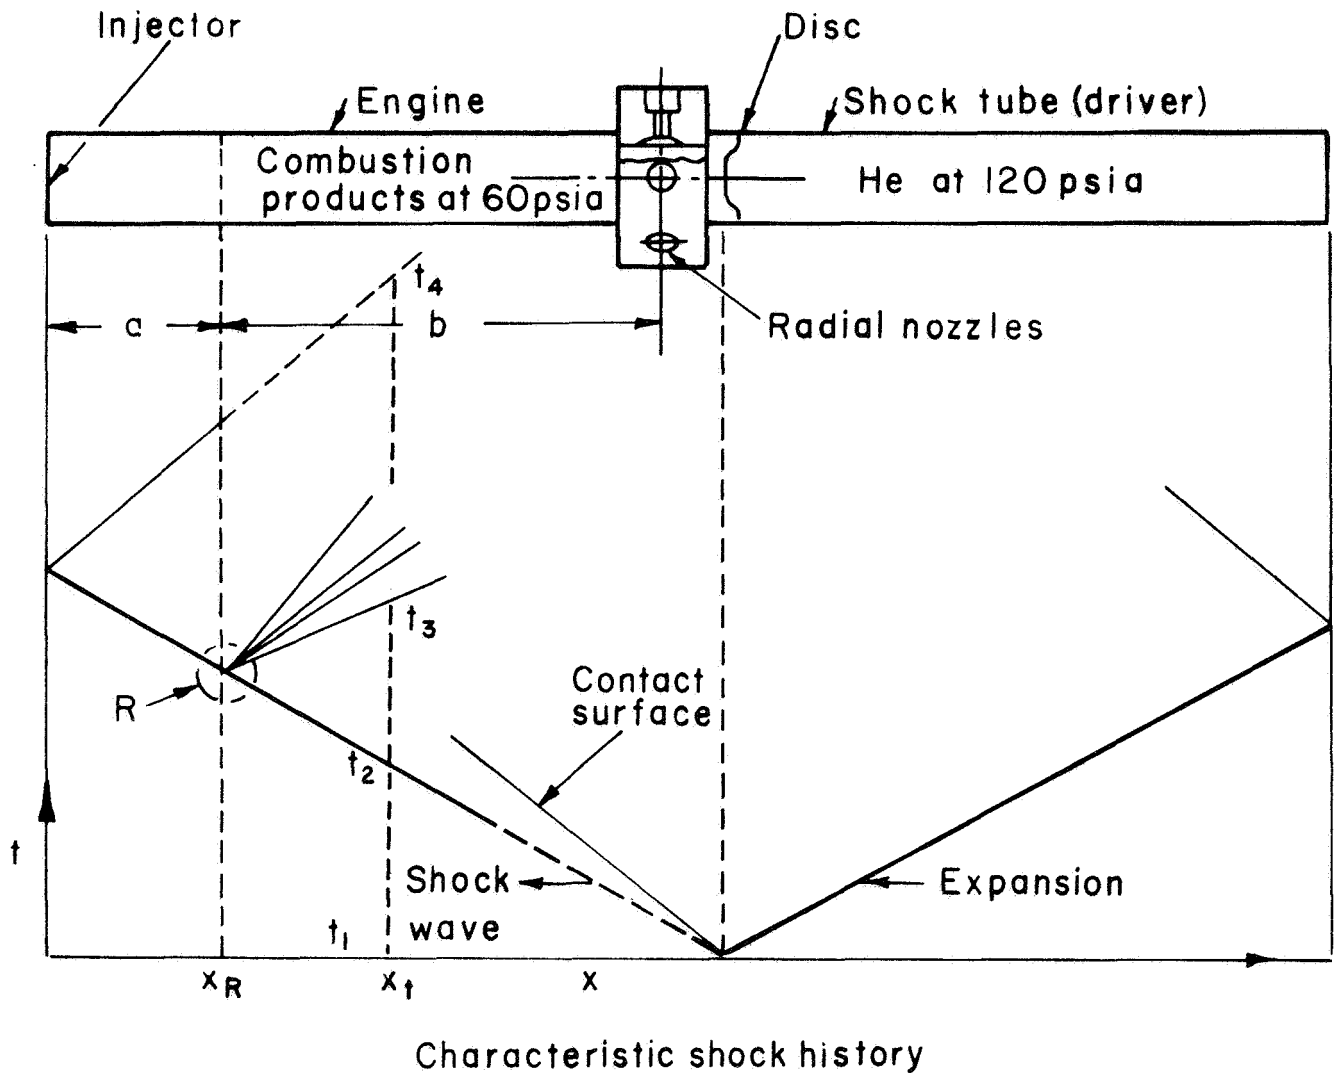 Injector
Disc
Engine
Shock tube (driver)
Combustion
products at 60psia
He at 120 psia
t4
a
b
Radial nozzles
t3
Contact
surface
R
t2
t
Shock
wave
Expansion
t1
xR
xt
x
Characteristic shock history